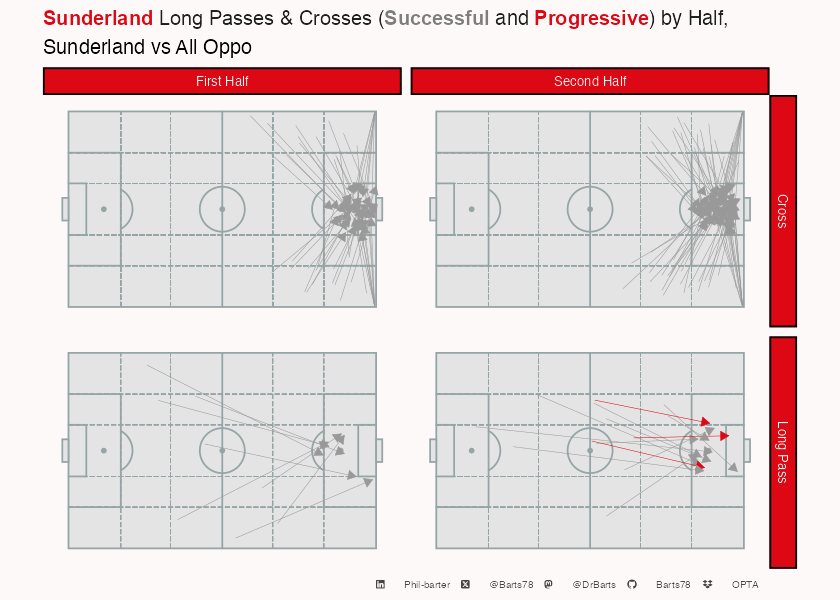 Sunderland Long Passes & Crosses (Successful and Progressive) by Half,
Sunderland vs All Oppo
First Half
Second Half
Cross
Long Pass
Phil-barter @Barts78 @DrBarts Barts78 OPTA